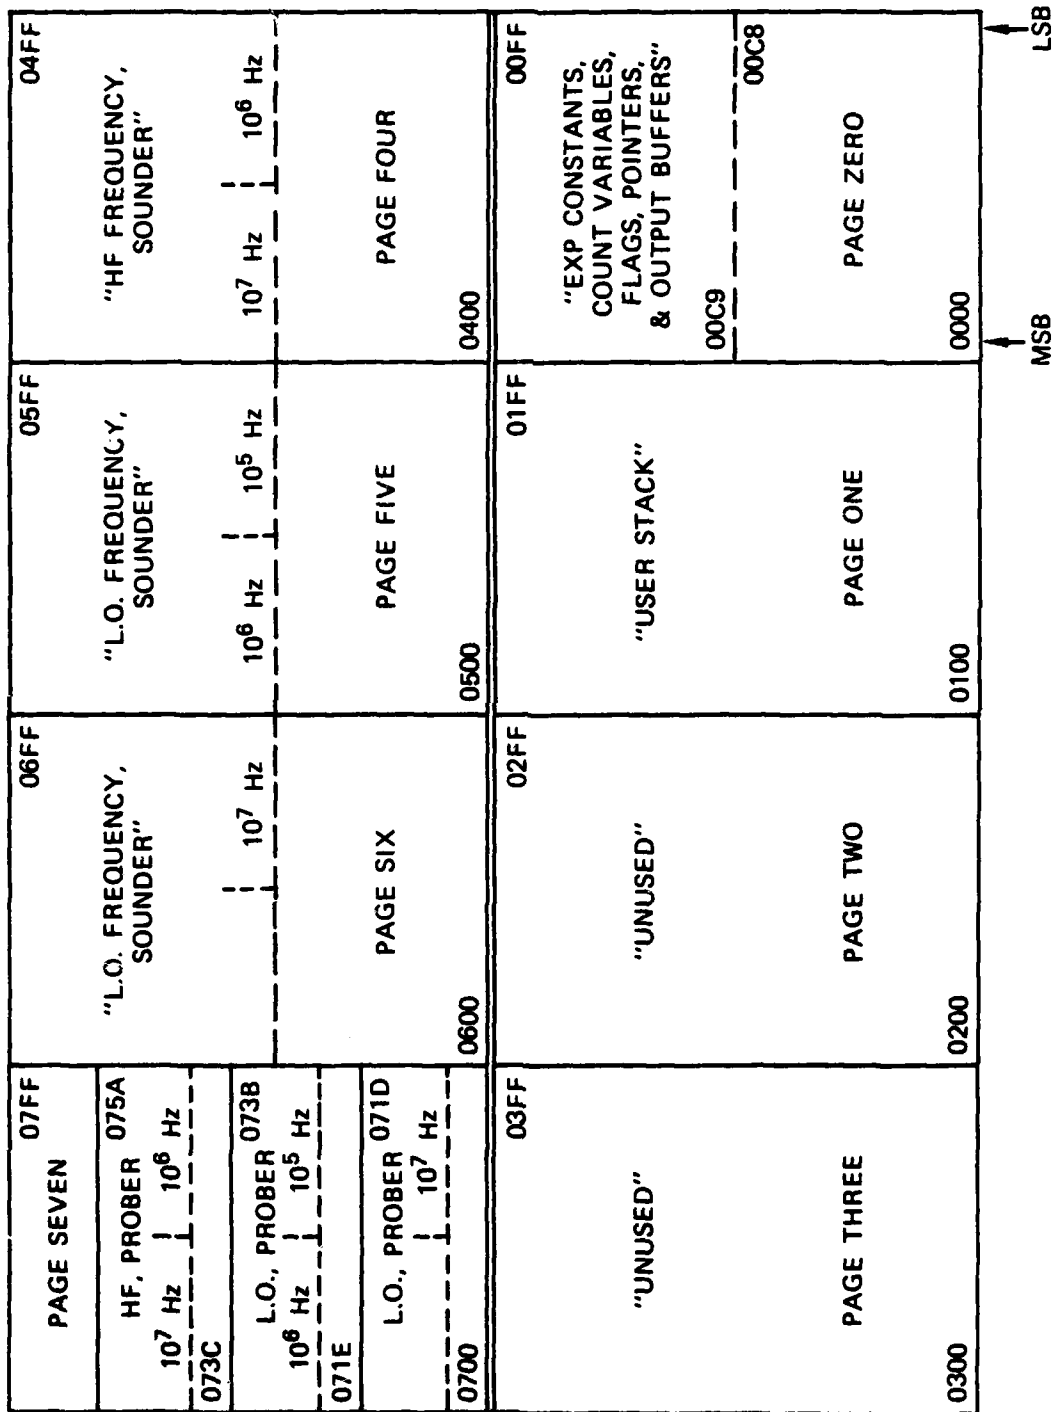 07FF
PAGE SEVEN
HF, PROBER 075A
10⁷ Hz 10⁶ Hz
073C
L.O., PROBER 073B
10⁶ Hz 10⁵ Hz
071E
L.O., PROBER 071D
10⁷ Hz
0700
06FF
"L.O. FREQUENCY,
SOUNDER"
10⁷ Hz
PAGE SIX
0600
05FF
"L.O. FREQUENCY,
SOUNDER"
10⁶ Hz 10⁵ Hz
PAGE FIVE
0500
04FF
"HF FREQUENCY,
SOUNDER"
10⁷ Hz 10⁶ Hz
PAGE FOUR
0400
03FF
"UNUSED"
PAGE THREE
0300
02FF
"UNUSED"
PAGE TWO
0200
01FF
"USER STACK"
PAGE ONE
0100
00FF
"EXP CONSTANTS,
COUNT VARIABLES,
FLAGS, POINTERS,
& OUTPUT BUFFERS"
00C9
00C8
PAGE ZERO
0000
MSB LSB